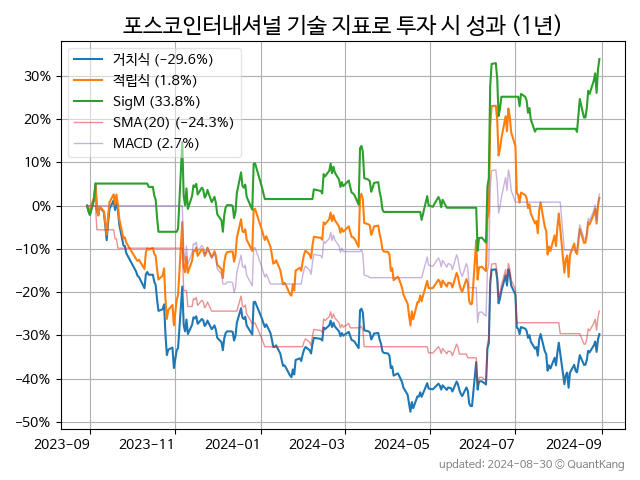 포스코인터내셔널 기술 지표로 투자 시 성과 (1년)
거치식 (−29.6%)
적립식 (1.8%)
SigM (33.8%)
SMA(20) (−24.3%)
MACD (2.7%)
30%
20%
10%
0%
−10%
−20%
−30%
−40%
−50%
2023-09 2023-11 2024-01 2024-03 2024-05 2024-07 2024-09
updated: 2024-08-30 © QuantKang